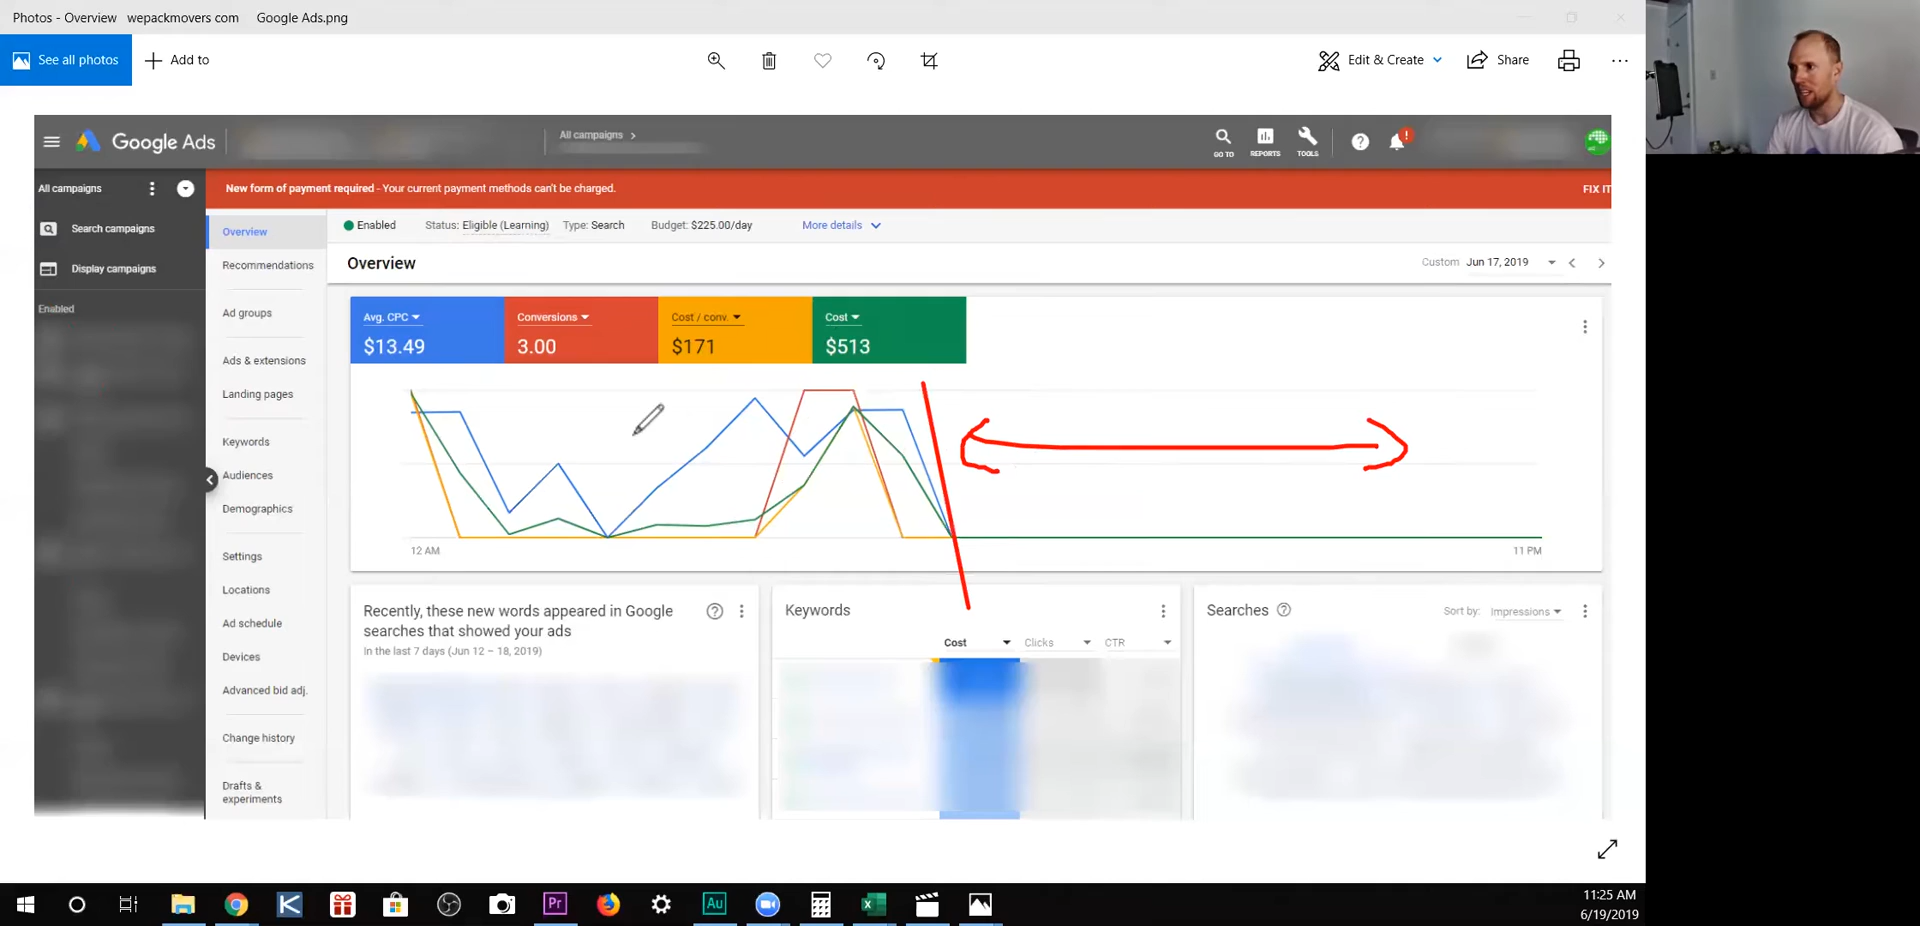 Photos - Overview   wepackmovers com   Google Ads.png
See all photos
Add to
Edit & Create
Share
Google Ads
All campaigns
GO TO
REPORTS
TOOLS
!
All campaigns
New form of payment required - Your current payment methods can't be charged.
FIX IT
Search campaigns
Display campaigns
Enabled
Overview
Recommendations
Ad groups
Ads & extensions
Landing pages
Keywords
Audiences
Demographics
Settings
Locations
Ad schedule
Devices
Advanced bid adj.
Change history
Drafts &
experiments
Enabled
Status: Eligible (Learning)
Type: Search
Budget: $225.00/day
More details
Overview
Custom
Jun 17, 2019
Avg. CPC
$13.49
Conversions
3.00
Cost / conv.
$171
Cost
$513
12 AM
11 PM
Recently, these new words appeared in Google
searches that showed your ads
In the last 7 days (Jun 12 – 18, 2019)
Keywords
Cost
Clicks
CTR
Searches
Sort by: Impressions
Pr
Au
11:25 AM
6/19/2019